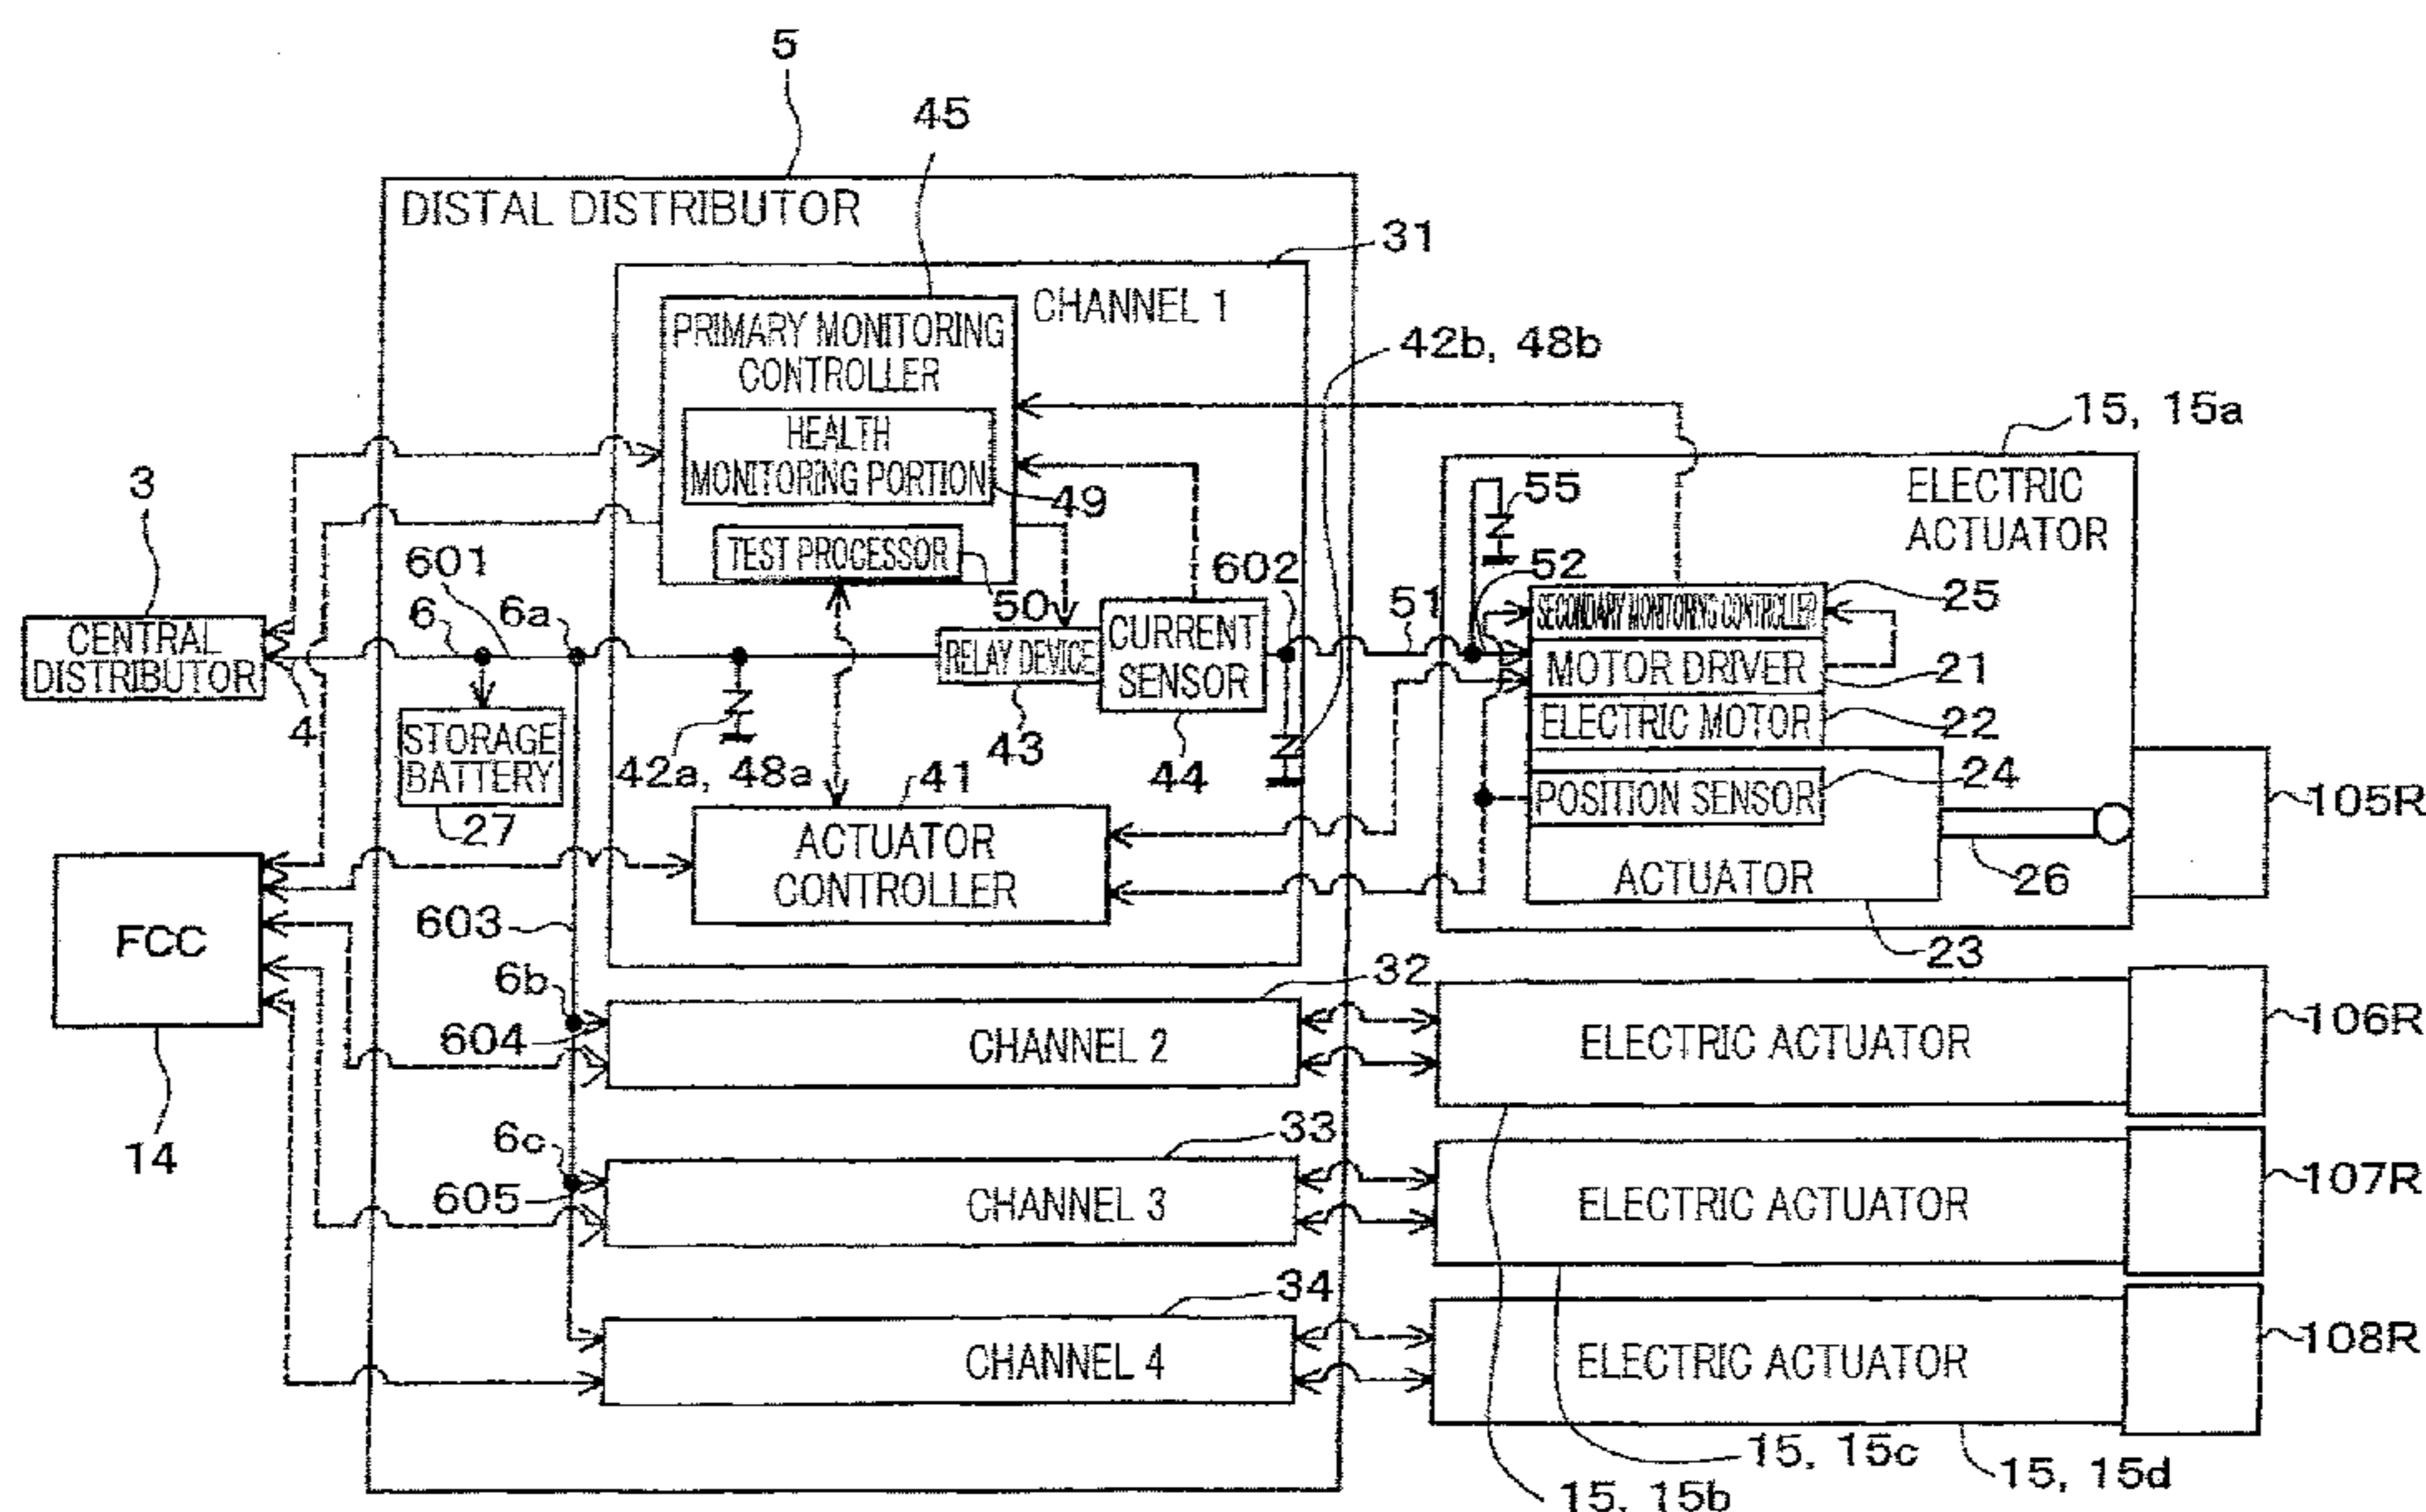 5
45
DISTAL DISTRIBUTOR
31
CHANNEL 1
PRIMARY MONITORING
CONTROLLER
42b, 48b
HEALTH
MONITORING PORTION
49
15, 15a
ELECTRIC
ACTUATOR
3
55
TEST PROCESSOR
50
601
6
6a
602
51
52
25
CENTRAL
DISTRIBUTOR
4
RELAY DEVICE
CURRENT
SENSOR
SECONDARY MONITORING CONTROLLER
MOTOR DRIVER
21
ELECTRIC MOTOR
22
STORAGE
BATTERY
27
42a, 48a
43
44
41
POSITION SENSOR
24
105R
ACTUATOR
CONTROLLER
ACTUATOR
26
23
FCC
14
603
6b
604
32
CHANNEL 2
ELECTRIC ACTUATOR
106R
6c
605
33
CHANNEL 3
ELECTRIC ACTUATOR
107R
34
CHANNEL 4
ELECTRIC ACTUATOR
108R
15, 15c
15, 15d
15, 15b